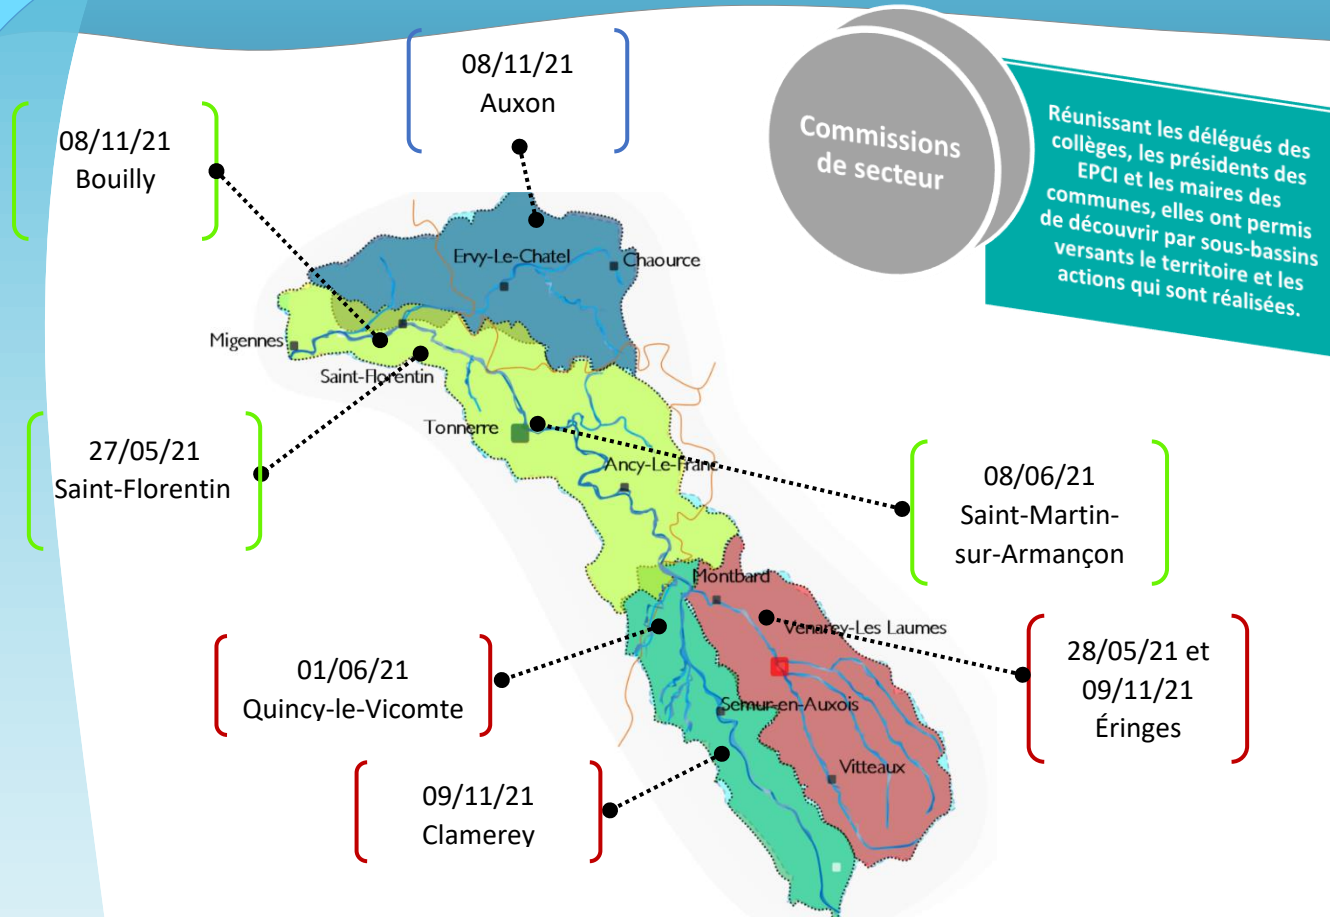 08/11/21
Auxon
Commissions
de secteur
Réunissant les délégués des
collèges, les présidents des
EPCI et les maires des
communes, elles ont permis
de découvrir par sous-bassins
versants le territoire et les
actions qui sont réalisées.
08/11/21
Bouilly
Ervy-Le-Chatel
Chaource
Migennes
Saint-Florentin
Tonnerre
Ancy-Le-Franc
27/05/21
Saint-Florentin
08/06/21
Saint-Martin-
sur-Armançon
Montbard
Venarey-Les Laumes
28/05/21 et
09/11/21
Éringes
01/06/21
Quincy-le-Vicomte
Semur-en-Auxois
Vitteaux
09/11/21
Clamerey